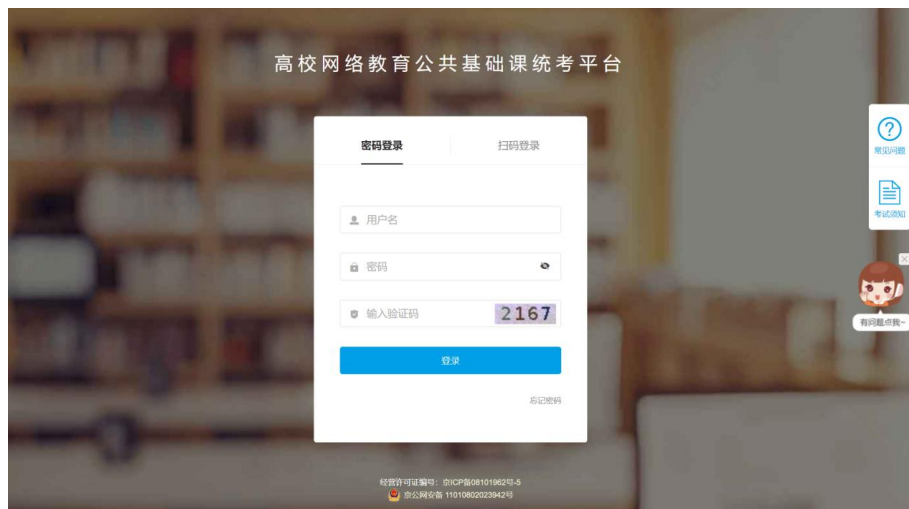 高校网络教育公共基础课统考平台
密码登录
扫码登录
用户名
密码
输入验证码
2167
登录
忘记密码
常见问题
考试须知
有问题点我~
经营许可证编号：京ICP备08101962号-5
京公网安备 11010802023942号